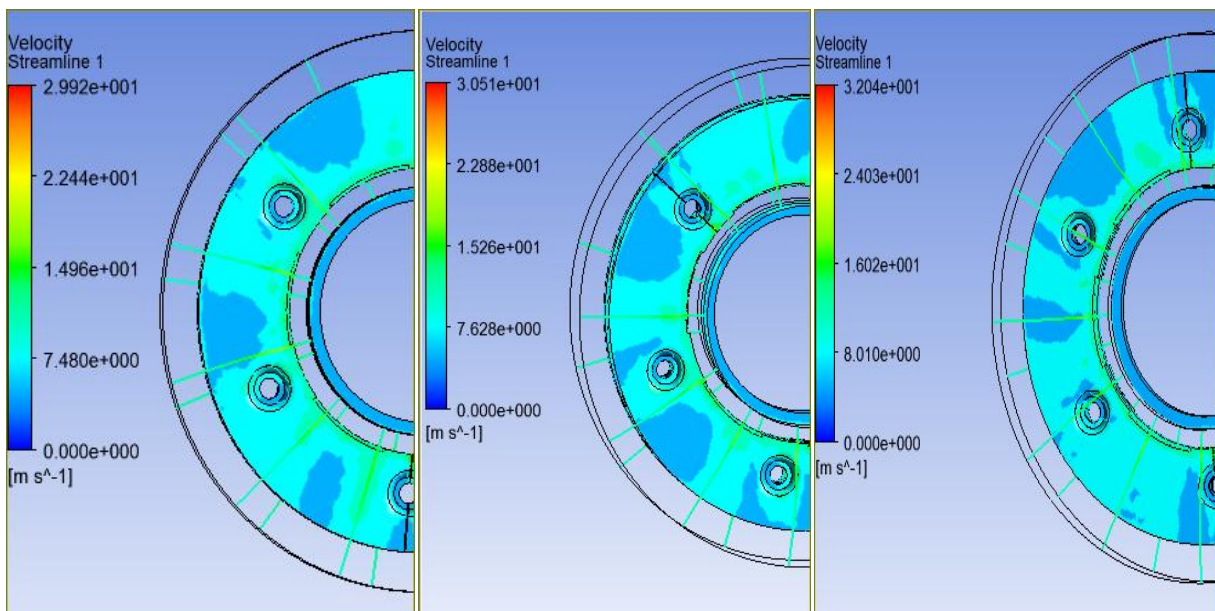 Velocity
Streamline 1
2.992e+001
2.244e+001
1.496e+001
7.480e+000
0.000e+000
[m s^-1]
Velocity
Streamline 1
3.051e+001
2.288e+001
1.526e+001
7.628e+000
0.000e+000
[m s^-1]
Velocity
Streamline 1
3.204e+001
2.403e+001
1.602e+001
8.010e+000
0.000e+000
[m s^-1]